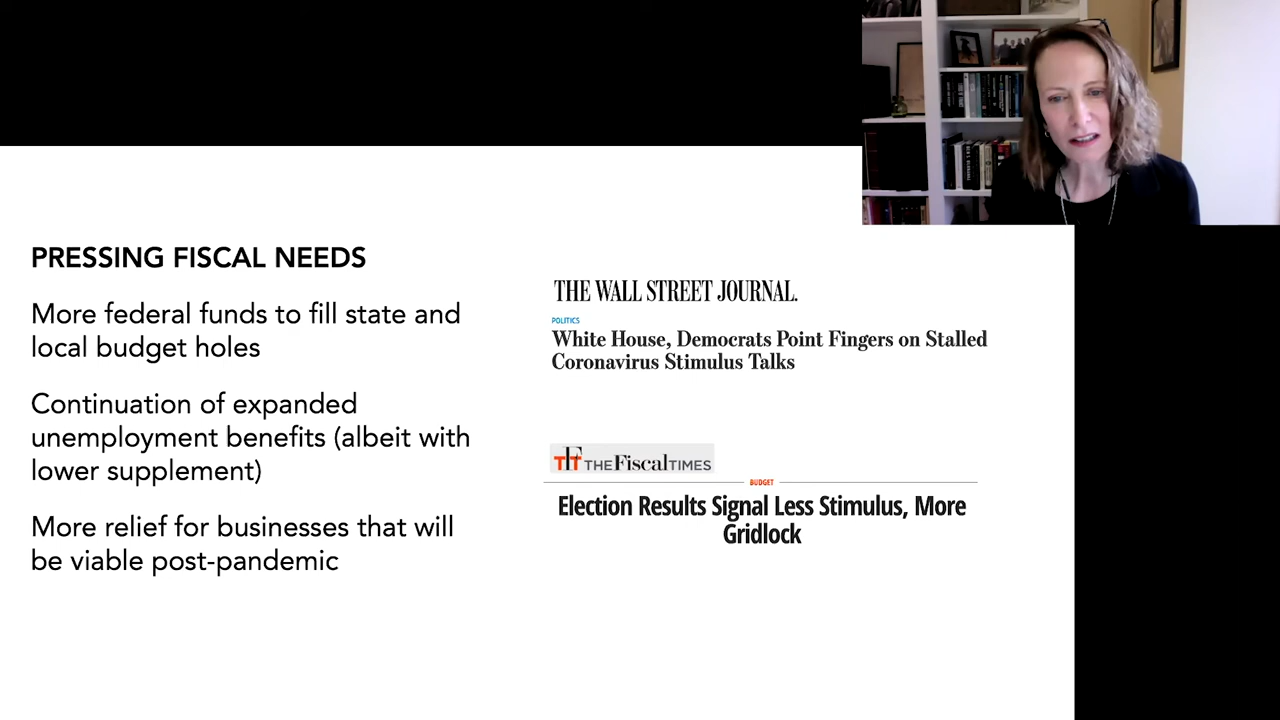 PRESSING FISCAL NEEDS
More federal funds to fill state and
local budget holes
Continuation of expanded
unemployment benefits (albeit with
lower supplement)
More relief for businesses that will
be viable post-pandemic
THE WALL STREET JOURNAL.
POLITICS
White House, Democrats Point Fingers on Stalled
Coronavirus Stimulus Talks
TFT THE Fiscal TIMES
BUDGET
Election Results Signal Less Stimulus, More
Gridlock